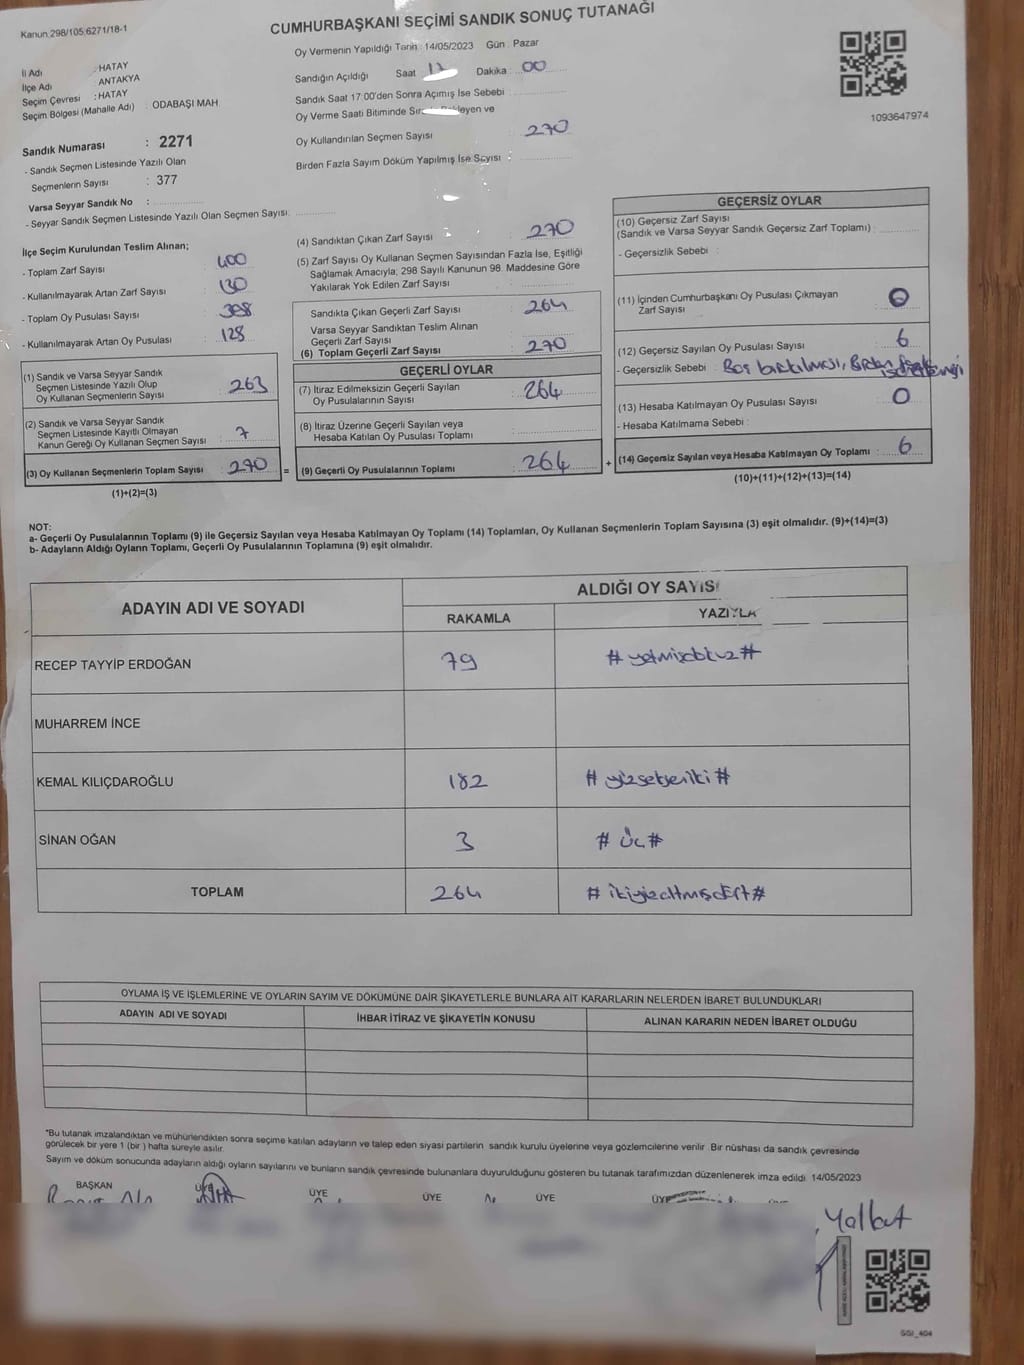 Kanun 298/105,6271/18-1
CUMHURBAŞKANI SEÇİMİ SANDIK SONUÇ TUTANAĞI
İl Adı : HATAY
İlçe Adı : ANTAKYA
Seçim Çevresi : HATAY
Seçim Bölgesi (Mahalle Adı) : ODABAŞI MAH.
Oy Vermenin Yapıldığı Tarih : 14/05/2023 Gün : Pazar
Sandığın Açıldığı Saat Dakika : 00
Sandık Saat 17:00'den Sonra Açılmış İse Sebebi :
Oy Verme Saati Bitiminde Bekleyen ve
Oy Kullandırılan Seçmen Sayısı : 270
Birden Fazla Sayım Döküm Yapılmış İse Sayısı :
1093647974
Sandık Numarası : 2271
- Sandık Seçmen Listesinde Yazılı Olan
Seçmenlerin Sayısı : 377
Varsa Seyyar Sandık No :
- Seyyar Sandık Seçmen Listesinde Yazılı Olan Seçmen Sayısı:
İlçe Seçim Kurulundan Teslim Alınan;
- Toplam Zarf Sayısı : 400
- Kullanılmayarak Artan Zarf Sayısı : 130
- Toplam Oy Pusulası Sayısı : 398
- Kullanılmayarak Artan Oy Pusulası : 128
(1) Sandık ve Varsa Seyyar Sandık
Seçmen Listesinde Yazılı Olup
Oy Kullanan Seçmenlerin Sayısı : 263
(2) Sandık ve Varsa Seyyar Sandık
Seçmen Listesinde Kayıtlı Olmayan
Kanun Gereği Oy Kullanan Seçmen Sayısı : 7
(3) Oy Kullanan Seçmenlerin Toplam Sayısı : 270
(1)+(2)=(3)
(4) Sandıktan Çıkan Zarf Sayısı : 270
(5) Zarf Sayısı Oy Kullanan Seçmen Sayısından Fazla İse, Eşitliği
Sağlamak Amacıyla; 298 Sayılı Kanunun 98. Maddesine Göre
Yakılarak Yok Edilen Zarf Sayısı :
Sandıkta Çıkan Geçerli Zarf Sayısı : 264
Varsa Seyyar Sandıktan Teslim Alınan
Geçerli Zarf Sayısı :
(6) Toplam Geçerli Zarf Sayısı : 270
GEÇERLİ OYLAR
(7) İtiraz Edilmeksizin Geçerli Sayılan
Oy Pusulalarının Sayısı : 264
(8) İtiraz Üzerine Geçerli Sayılan veya
Hesaba Katılan Oy Pusulası Toplamı :
= (9) Geçerli Oy Pusulalarının Toplamı : 264
GEÇERSİZ OYLAR
(10) Geçersiz Zarf Sayısı
(Sandık ve Varsa Seyyar Sandık Geçersiz Zarf Toplamı) :
- Geçersizlik Sebebi :
(11) İçinden Cumhurbaşkanı Oy Pusulası Çıkmayan
Zarf Sayısı : 0
(12) Geçersiz Sayılan Oy Pusulası Sayısı : 6
- Geçersizlik Sebebi : Boş bırakılması, Birden fazla
(13) Hesaba Katılmayan Oy Pusulası Sayısı : 0
- Hesaba Katılmama Sebebi :
+ (14) Geçersiz Sayılan veya Hesaba Katılmayan Oy Toplamı : 6
(10)+(11)+(12)+(13)=(14)
NOT:
a- Geçerli Oy Pusulalarının Toplamı (9) ile Geçersiz Sayılan veya Hesaba Katılmayan Oy Toplamı (14) Toplamları, Oy Kullanan Seçmenlerin Toplam Sayısına (3) eşit olmalıdır. (9)+(14)=(3)
b- Adayların Aldığı Oyların Toplamı, Geçerli Oy Pusulalarının Toplamına (9) eşit olmalıdır.
ADAYIN ADI VE SOYADI ALDIĞI OY SAYISI
RAKAMLA YAZIYLA
RECEP TAYYİP ERDOĞAN 79 #yetmişdokuz#
MUHARREM İNCE
KEMAL KILIÇDAROĞLU 182 #yüzsekseniki#
SİNAN OĞAN 3 #üç#
TOPLAM 264 #ikiyüzaltmışdört#
OYLAMA İŞ VE İŞLEMLERİNE VE OYLARIN SAYIM VE DÖKÜMÜNE DAİR ŞİKAYETLERLE BUNLARA AİT KARARLARIN NELERDEN İBARET BULUNDUKLARI
ADAYIN ADI VE SOYADI İHBAR İTİRAZ VE ŞİKAYETİN KONUSU ALINAN KARARIN NEDEN İBARET OLDUĞU
*Bu tutanak imzalandıktan ve mühürlendikten sonra seçime katılan adayların ve talep eden siyasi partilerin sandık kurulu üyelerine veya gözlemcilerine verilir. Bir nüshası da sandık çevresinde
görülecek bir yere 1 (bir) hafta süreyle asılır.
Sayım ve döküm sonucunda adayların aldığı oyların sayılarını ve bunların sandık çevresinde bulunanlara duyurulduğunu gösteren bu tutanak tarafımızdan düzenlenerek imza edildi. 14/05/2023
BAŞKAN ÜYE ÜYE ÜYE ÜYE ÜYE
Yalbat